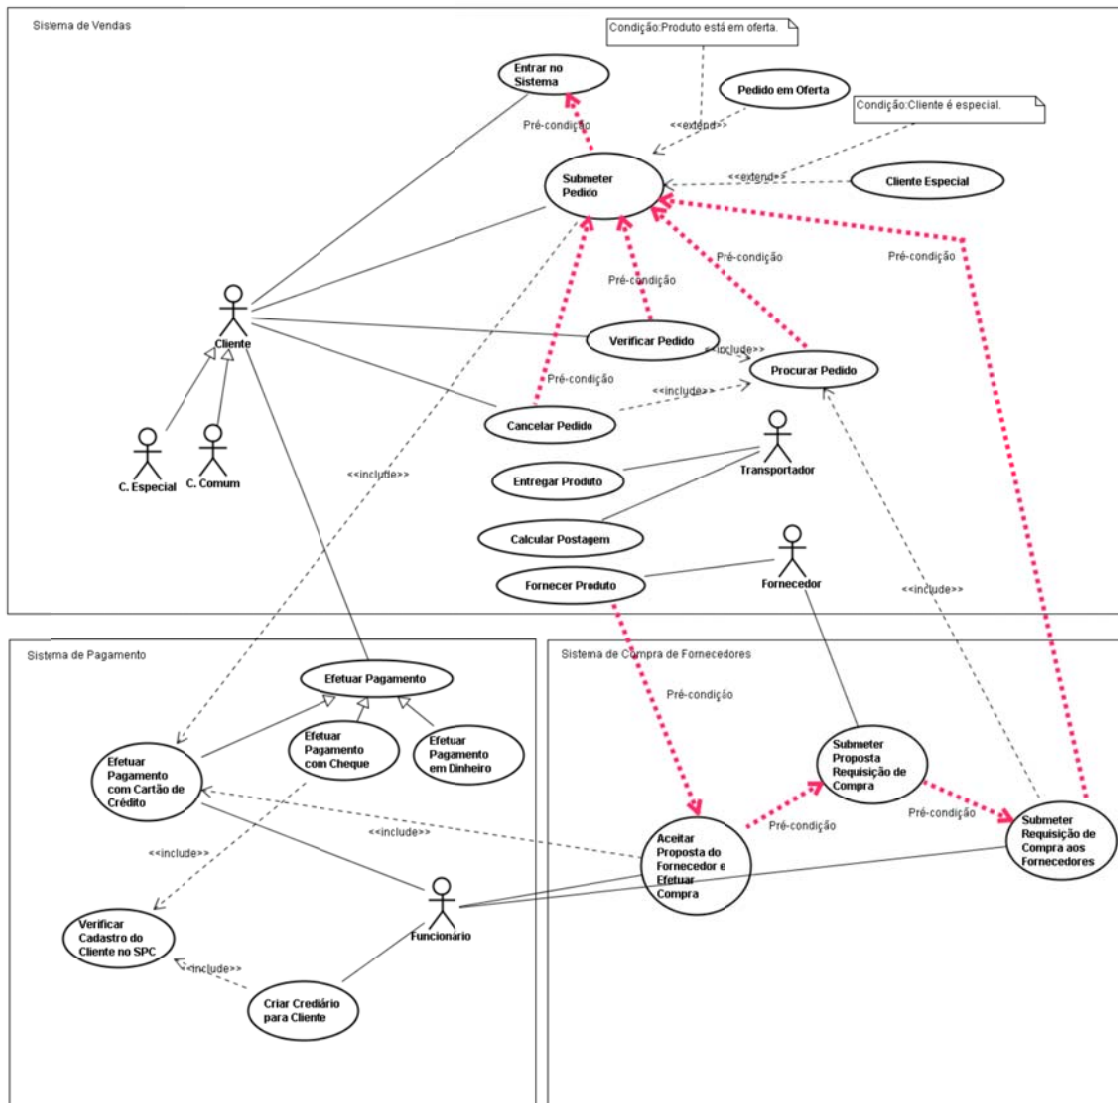 Sistema de Vendas
Condição:Produto está em oferta.
Entrar no
Sistema
Pedido em Oferta
Condição:Cliente é especial.
Pré-condição
<<extend>>
Submeter
Pedido
<<extend>>
Cliente Especial
Pré-condição
Pré-condição
Pré-condição
Cliente
Verificar Pedido
<<include>>
Procurar Pedido
Pré-condição
<<include>>
Cancelar Pedido
C. Especial
C. Comum
<<include>>
Transportador
Entregar Produto
Calcular Postagem
Fornecer Produto
Fornecedor
<<include>>
Sistema de Pagamento
Sistema de Compra de Fornecedores
Efetuar Pagamento
Pré-condição
Efetuar
Pagamento
com Cheque
Efetuar
Pagamento
em Dinheiro
Efetuar
Pagamento
com Cartão de
Crédito
Submeter
Proposta
Requisição de
Compra
Pré-condição
Pré-condição
<<include>>
<<include>>
Aceitar
Proposta do
Fornecedor e
Efetuar
Compra
Submeter
Requisição de
Compra aos
Fornecedores
Verificar
Cadastro do
Cliente no SPC
Funcionário
<<include>>
Criar Crediário
para Cliente